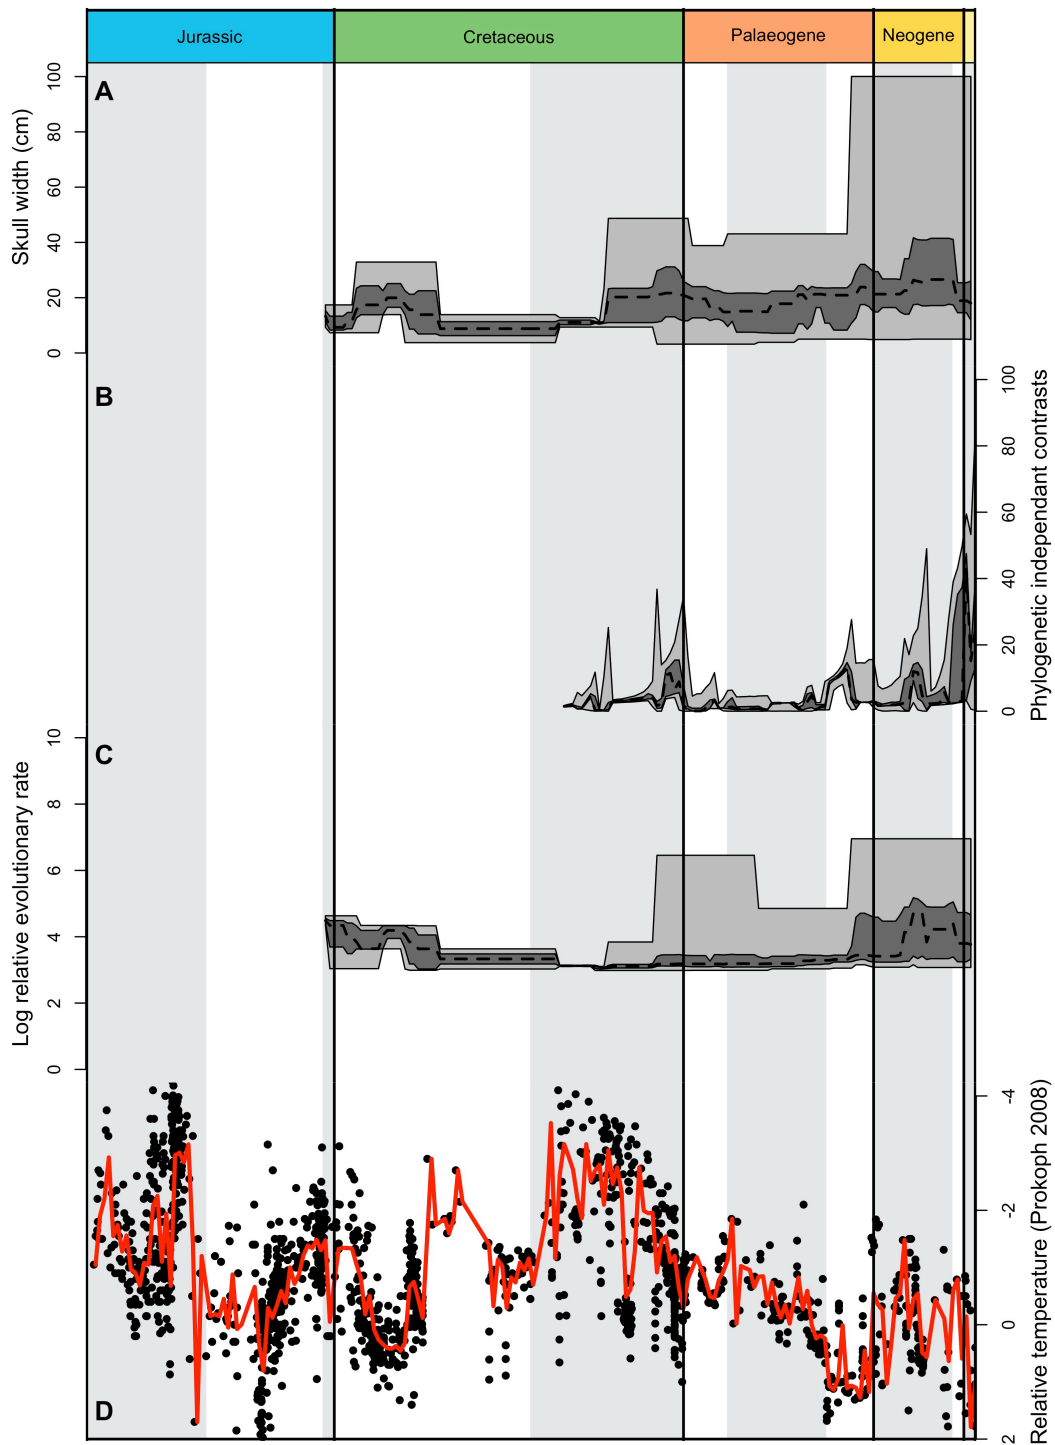 Jurassic Cretaceous Palaeogene Neogene
A
Skull width (cm)
100
80
60
40
20
0
B
Phylogenetic independant contrasts
100
80
60
40
20
0
C
Log relative evolutionary rate
10
8
6
4
2
0
D
Relative temperature (Prokoph 2008)
-4
-2
0
2